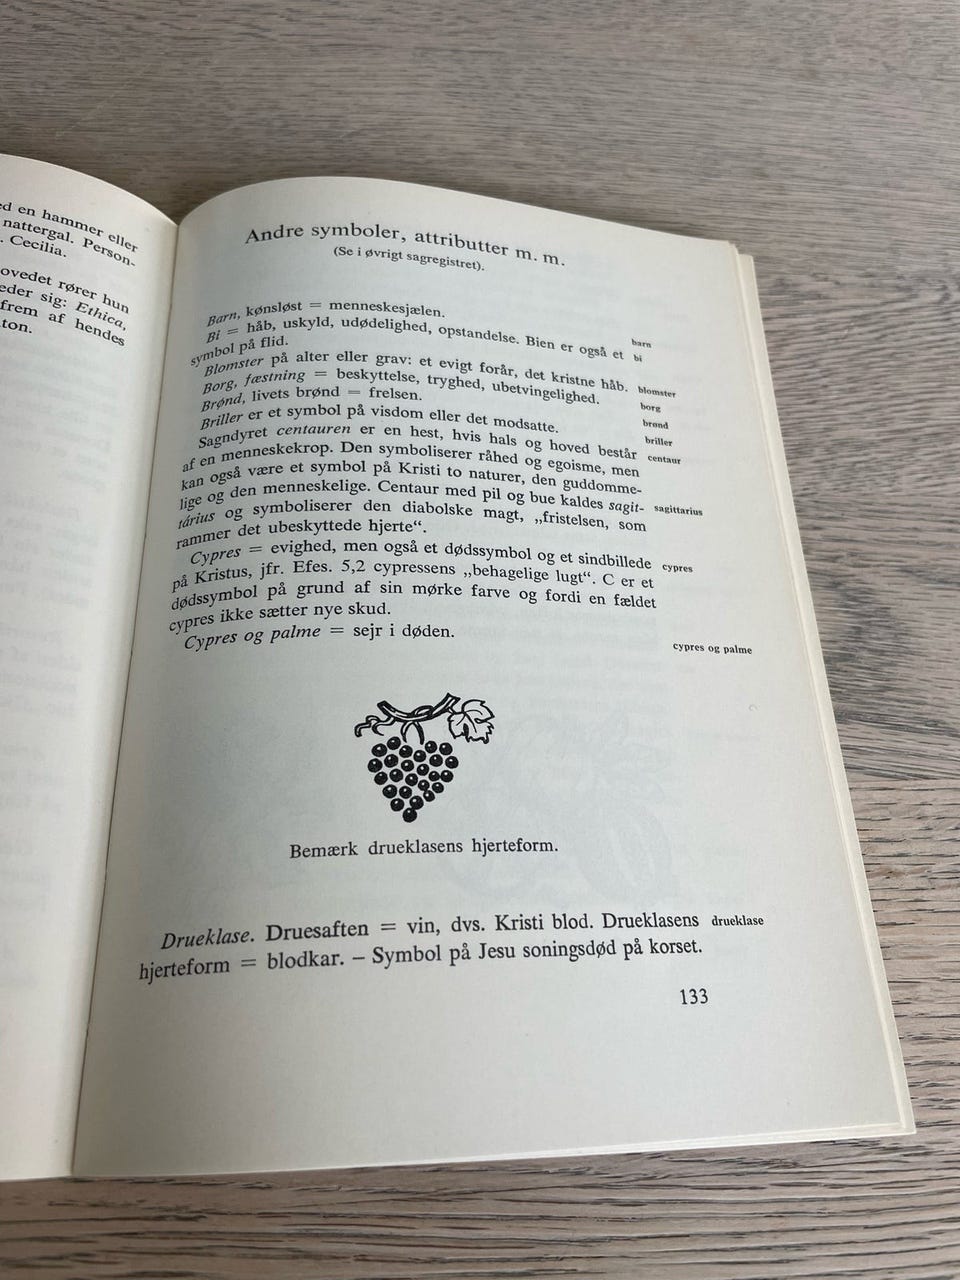 ed en hammer eller
nattergal. Person-
. Cecilia.
ovedet rører hun
eder sig: Ethica,
frem af hendes
ton.
Andre symboler, attributter m. m.
(Se i øvrigt sagregistret).
Barn, kønsløst = menneskesjælen.
Bi = håb, uskyld, udødelighed, opstandelse. Bien er også et
symbol på flid.
Blomster på alter eller grav: et evigt forår, det kristne håb.
Borg, fæstning = beskyttelse, tryghed, ubetvingelighed.
Brønd, livets brønd = frelsen.
Briller er et symbol på visdom eller det modsatte.
Sagndyret centauren er en hest, hvis hals og hoved består
af en menneskekrop. Den symboliserer råhed og egoisme, men
kan også være et symbol på Kristi to naturer, den guddomme-
lige og den menneskelige. Centaur med pil og bue kaldes sagit-
tárius og symboliserer den diabolske magt, „fristelsen, som
rammer det ubeskyttede hjerte“.
Cypres = evighed, men også et dødssymbol og et sindbillede
på Kristus, jfr. Efes. 5,2 cypressens „behagelige lugt“. C er et
dødssymbol på grund af sin mørke farve og fordi en fældet
cypres ikke sætter nye skud.
Cypres og palme = sejr i døden.
barn
bi
blomster
borg
brønd
briller
centaur
sagittarius
cypres
cypres og palme
Bemærk drueklasens hjerteform.
Drueklase. Druesaften = vin, dvs. Kristi blod. Drueklasens
hjerteform = blodkar. – Symbol på Jesu soningsdød på korset.
drueklase
133